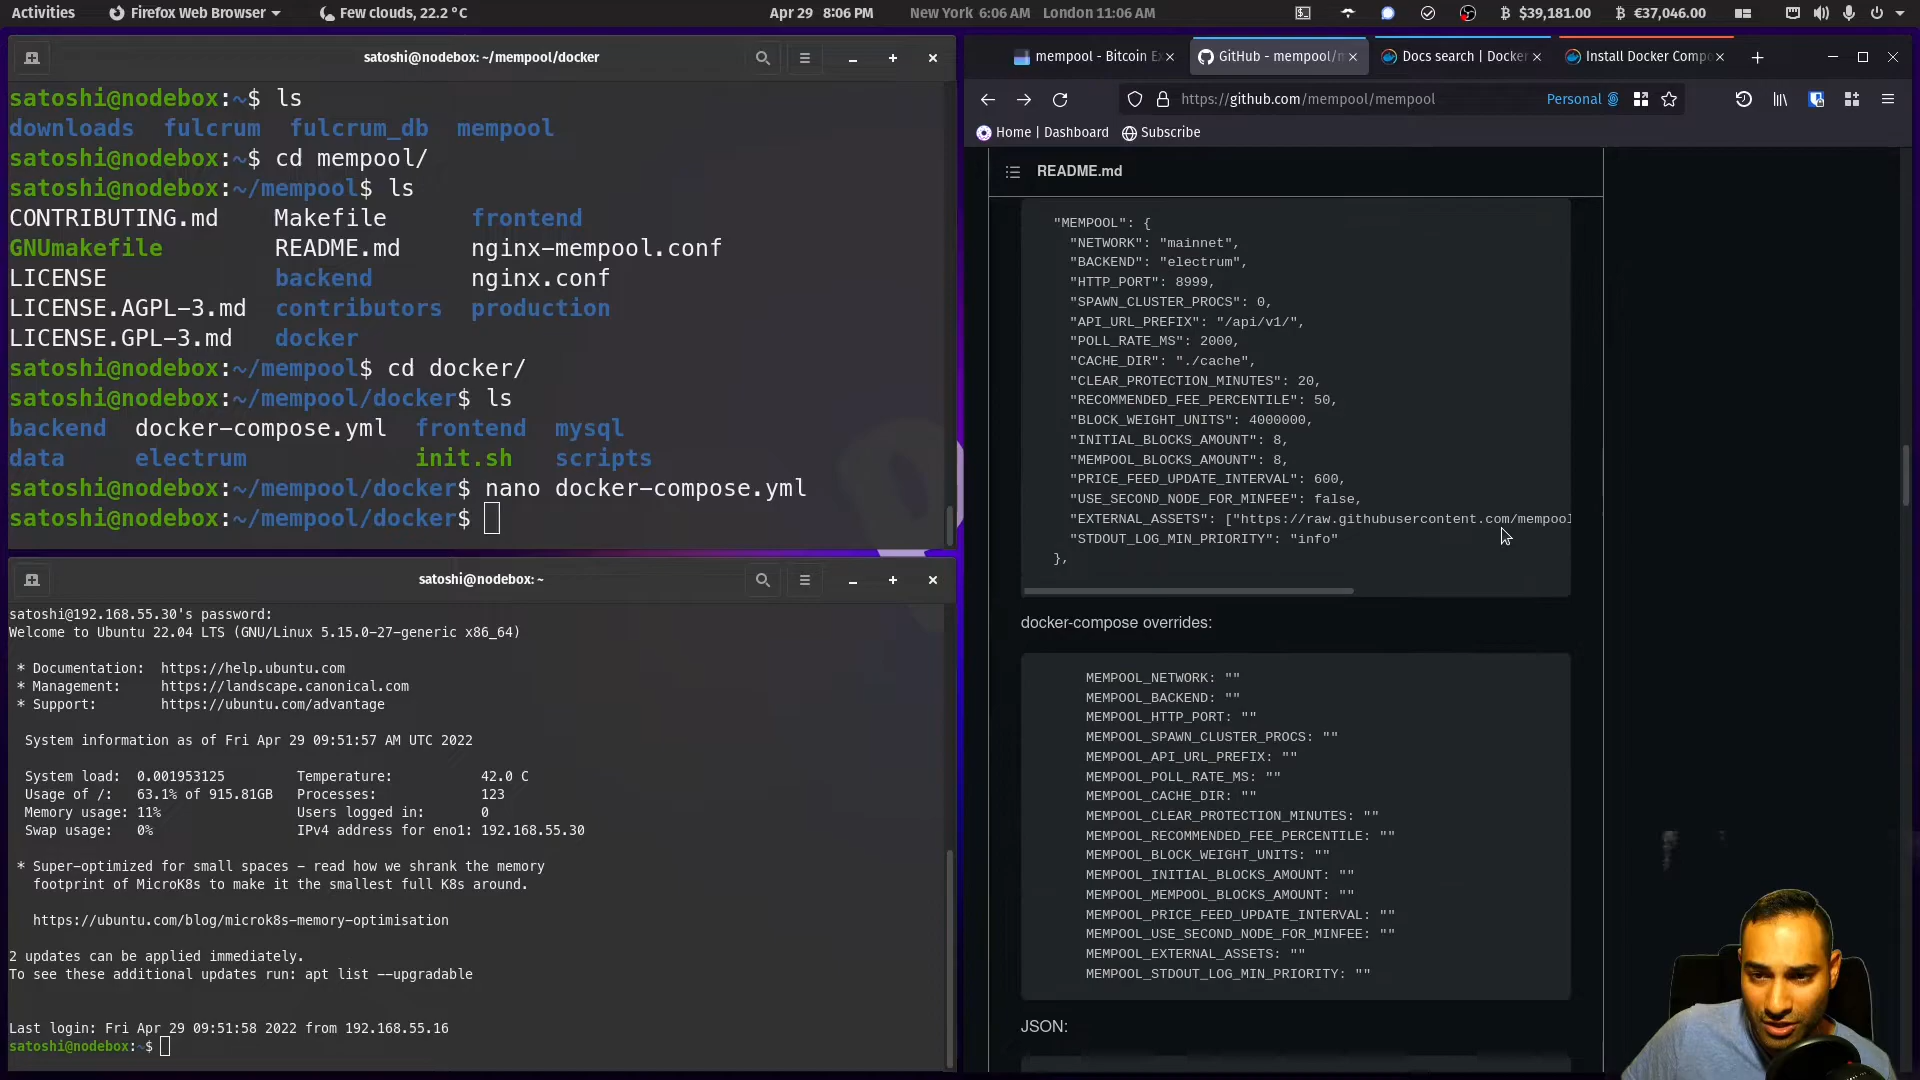 Activities
Firefox Web Browser
Few clouds, 22.2 °C
Apr 29 8:06 PM
New York 6:06 AM
London 11:06 AM
฿ $39,181.00
฿ €37,046.00
satoshi@nodebox: ~/mempool/docker
satoshi@nodebox:~$ ls
downloads fulcrum fulcrum_db mempool
satoshi@nodebox:~$ cd mempool/
satoshi@nodebox:~/mempool$ ls
CONTRIBUTING.md Makefile frontend
GNUmakefile README.md nginx-mempool.conf
LICENSE backend nginx.conf
LICENSE.AGPL-3.md contributors production
LICENSE.GPL-3.md docker
satoshi@nodebox:~/mempool$ cd docker/
satoshi@nodebox:~/mempool/docker$ ls
backend docker-compose.yml frontend mysql
data electrum init.sh scripts
satoshi@nodebox:~/mempool/docker$ nano docker-compose.yml
satoshi@nodebox:~/mempool/docker$
satoshi@nodebox: ~
satoshi@192.168.55.30's password:
Welcome to Ubuntu 22.04 LTS (GNU/Linux 5.15.0-27-generic x86_64)
* Documentation: https://help.ubuntu.com
* Management: https://landscape.canonical.com
* Support: https://ubuntu.com/advantage
System information as of Fri Apr 29 09:51:57 AM UTC 2022
System load: 0.001953125 Temperature: 42.0 C
Usage of /: 63.1% of 915.81GB Processes: 123
Memory usage: 11% Users logged in: 0
Swap usage: 0% IPv4 address for eno1: 192.168.55.30
* Super-optimized for small spaces - read how we shrank the memory
footprint of MicroK8s to make it the smallest full K8s around.
https://ubuntu.com/blog/microk8s-memory-optimisation
2 updates can be applied immediately.
To see these additional updates run: apt list --upgradable
Last login: Fri Apr 29 09:51:58 2022 from 192.168.55.16
satoshi@nodebox:~$
mempool - Bitcoin Ex
GitHub - mempool/m
Docs search | Docker
Install Docker Compo
https://github.com/mempool/mempool
Personal
Home | Dashboard
Subscribe
README.md
"MEMPOOL": {
"NETWORK": "mainnet",
"BACKEND": "electrum",
"HTTP_PORT": 8999,
"SPAWN_CLUSTER_PROCS": 0,
"API_URL_PREFIX": "/api/v1/",
"POLL_RATE_MS": 2000,
"CACHE_DIR": "./cache",
"CLEAR_PROTECTION_MINUTES": 20,
"RECOMMENDED_FEE_PERCENTILE": 50,
"BLOCK_WEIGHT_UNITS": 4000000,
"INITIAL_BLOCKS_AMOUNT": 8,
"MEMPOOL_BLOCKS_AMOUNT": 8,
"PRICE_FEED_UPDATE_INTERVAL": 600,
"USE_SECOND_NODE_FOR_MINFEE": false,
"EXTERNAL_ASSETS": ["https://raw.githubusercontent.com/mempool
"STDOUT_LOG_MIN_PRIORITY": "info"
},
docker-compose overrides:
MEMPOOL_NETWORK: ""
MEMPOOL_BACKEND: ""
MEMPOOL_HTTP_PORT: ""
MEMPOOL_SPAWN_CLUSTER_PROCS: ""
MEMPOOL_API_URL_PREFIX: ""
MEMPOOL_POLL_RATE_MS: ""
MEMPOOL_CACHE_DIR: ""
MEMPOOL_CLEAR_PROTECTION_MINUTES: ""
MEMPOOL_RECOMMENDED_FEE_PERCENTILE: ""
MEMPOOL_BLOCK_WEIGHT_UNITS: ""
MEMPOOL_INITIAL_BLOCKS_AMOUNT: ""
MEMPOOL_MEMPOOL_BLOCKS_AMOUNT: ""
MEMPOOL_PRICE_FEED_UPDATE_INTERVAL: ""
MEMPOOL_USE_SECOND_NODE_FOR_MINFEE: ""
MEMPOOL_EXTERNAL_ASSETS: ""
MEMPOOL_STDOUT_LOG_MIN_PRIORITY: ""
JSON: